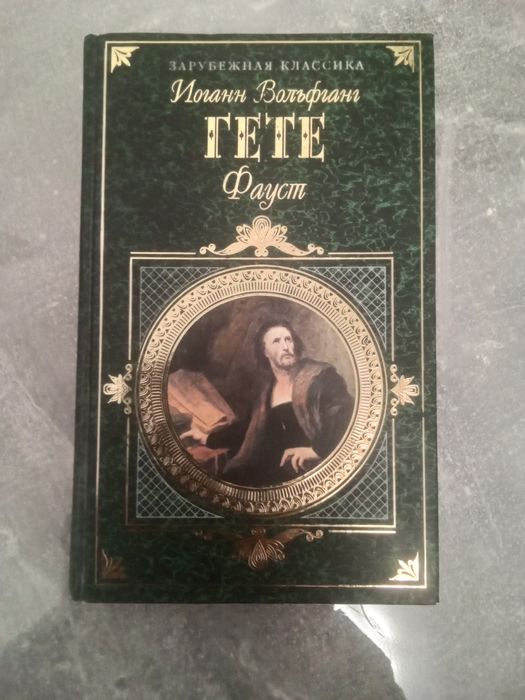 ЗАРУБЕЖНАЯ КЛАССИКА
Иоганн Вольфганг
ГЕТЕ
Фауст